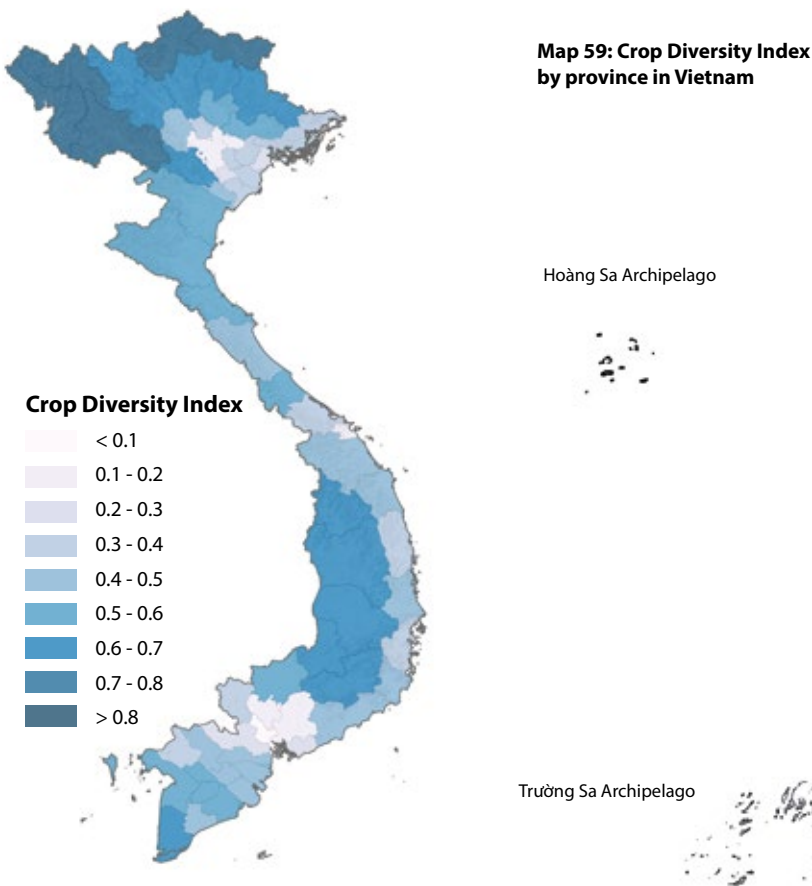 Map 59: Crop Diversity Index
by province in Vietnam
Hoàng Sa Archipelago
Crop Diversity Index
< 0.1
0.1 - 0.2
0.2 - 0.3
0.3 - 0.4
0.4 - 0.5
0.5 - 0.6
0.6 - 0.7
0.7 - 0.8
> 0.8
Trường Sa Archipelago